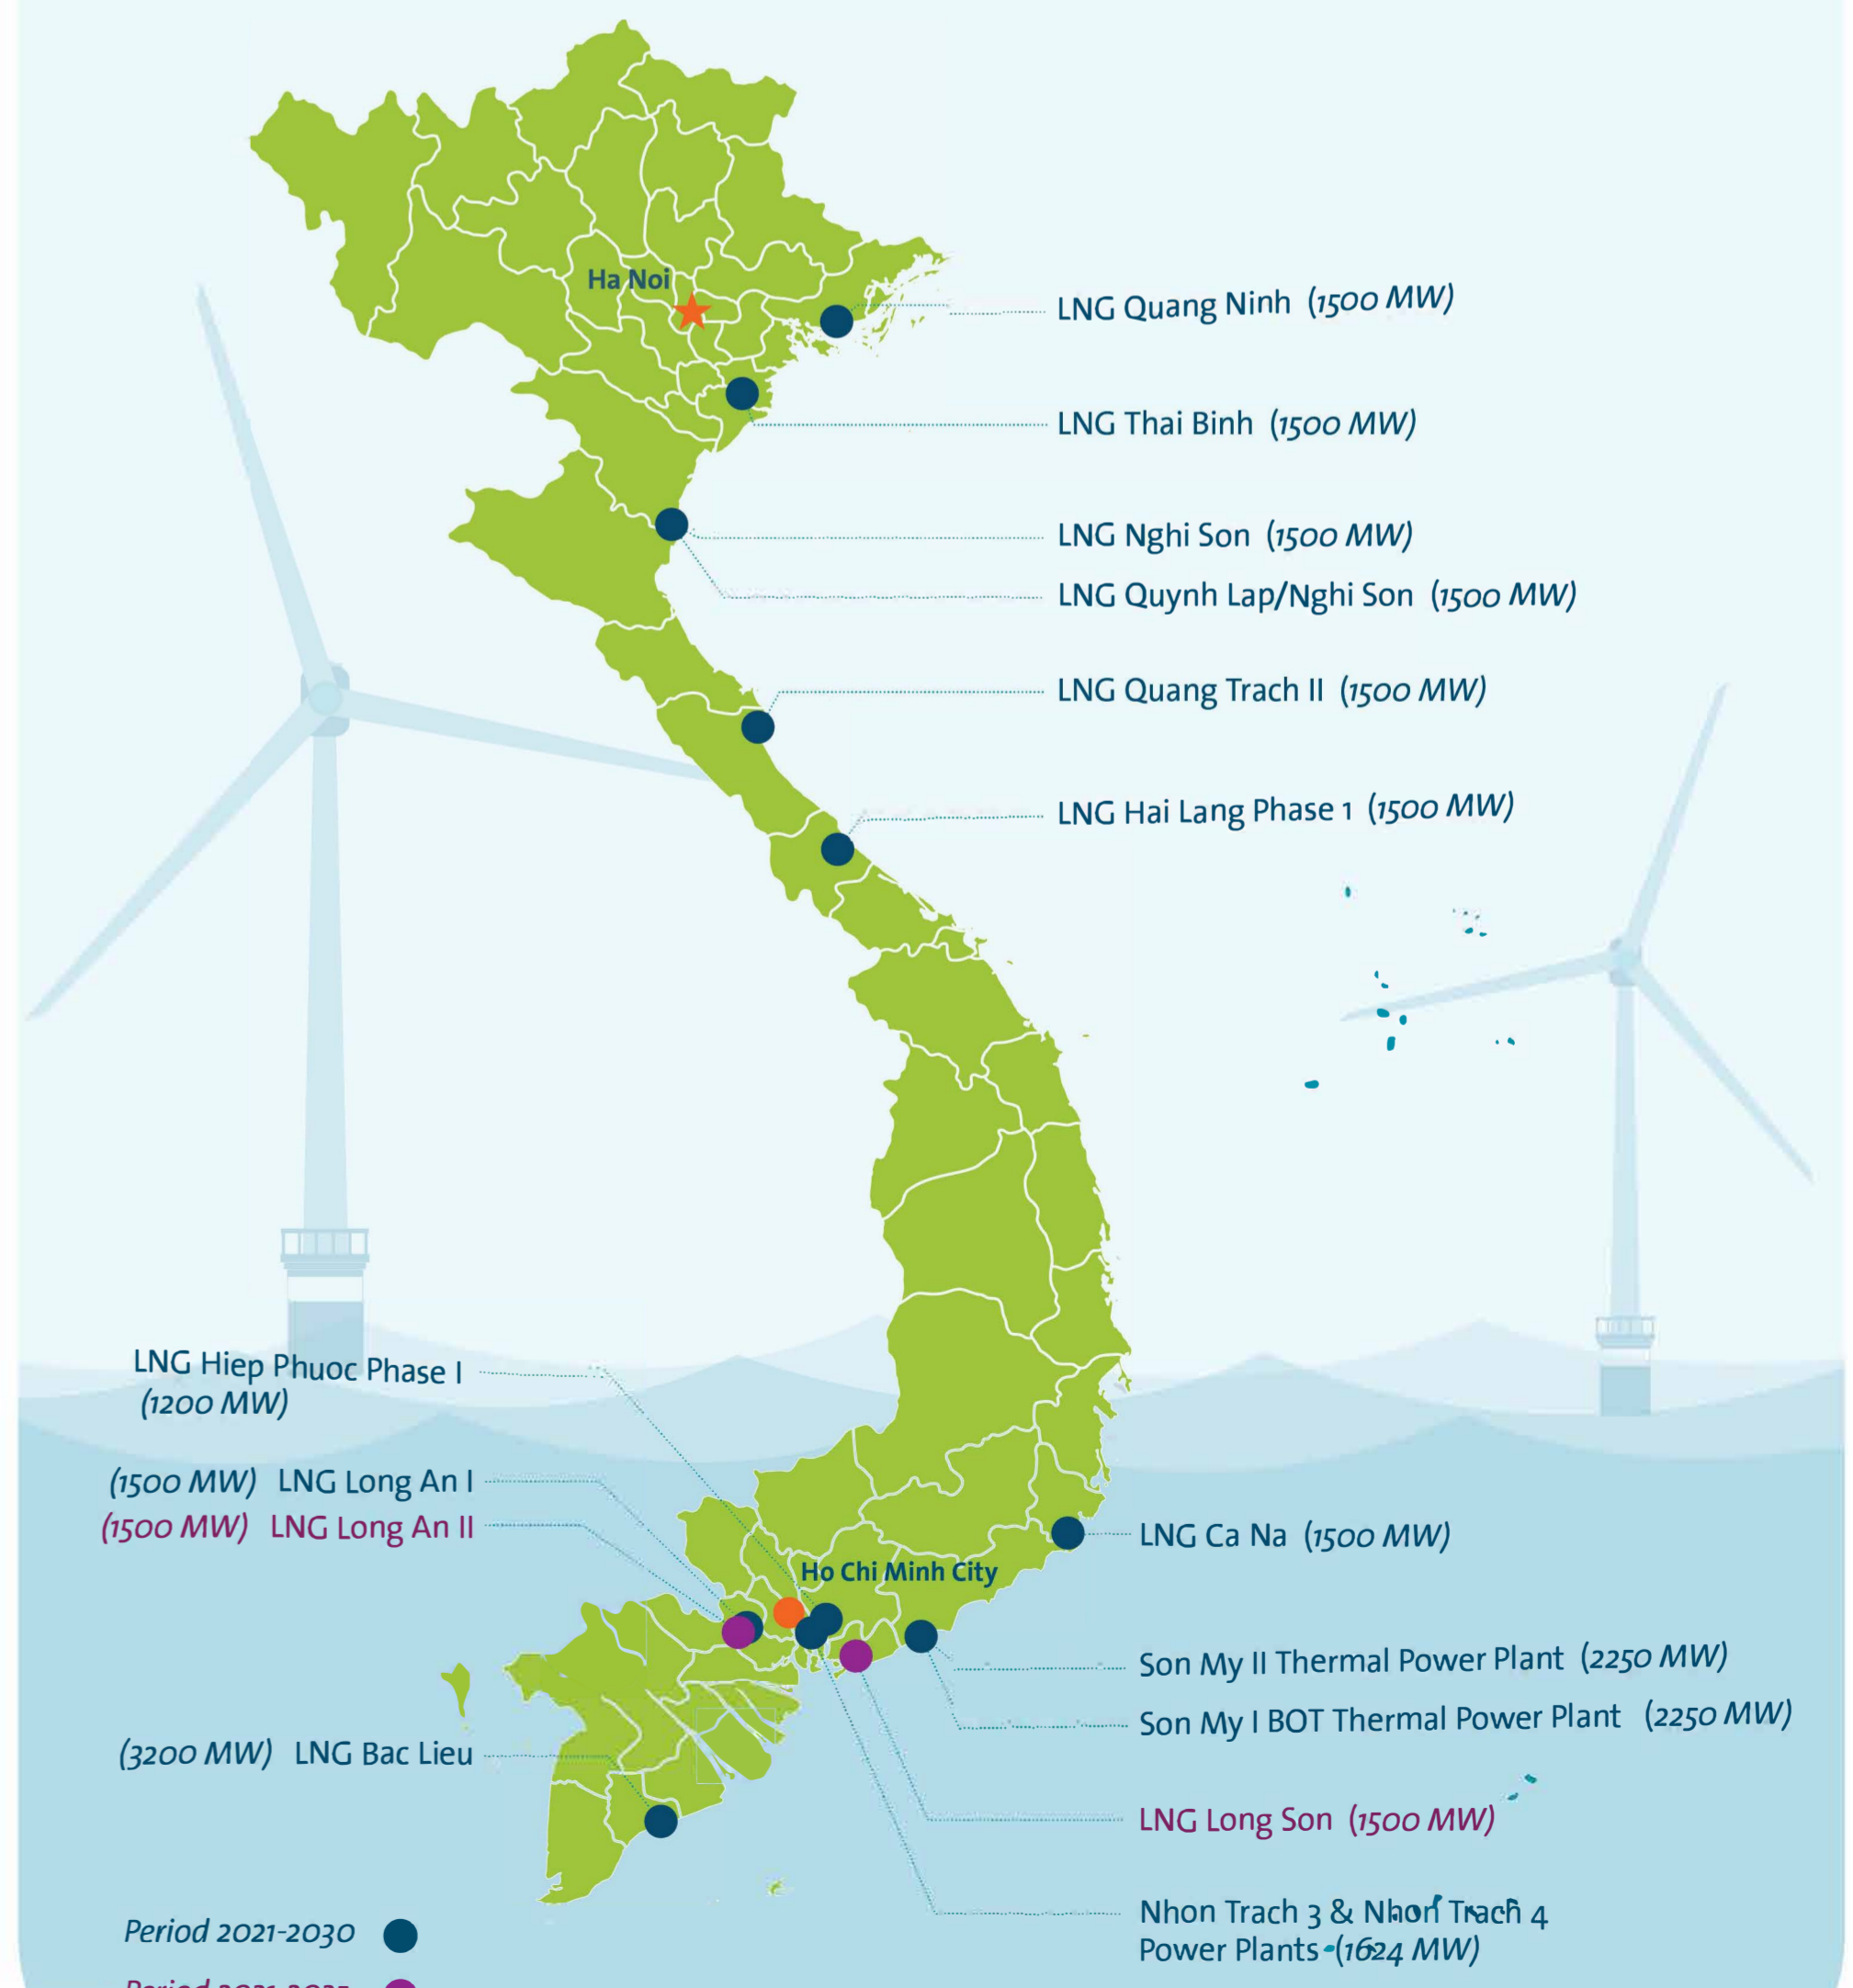 Ha Noi
LNG Quang Ninh (1500 MW)
LNG Thai Binh (1500 MW)
LNG Nghi Son (1500 MW)
LNG Quynh Lap/Nghi Son (1500 MW)
LNG Quang Trach II (1500 MW)
LNG Hai Lang Phase 1 (1500 MW)
LNG Hiep Phuoc Phase I
(1200 MW)
(1500 MW) LNG Long An I
(1500 MW) LNG Long An II
LNG Ca Na (1500 MW)
Ho Chi Minh City
Son My II Thermal Power Plant (2250 MW)
Son My I BOT Thermal Power Plant (2250 MW)
(3200 MW) LNG Bac Lieu
LNG Long Son (1500 MW)
Nhon Trach 3 & Nhon Trach 4
Power Plants (1624 MW)
Period 2021-2030